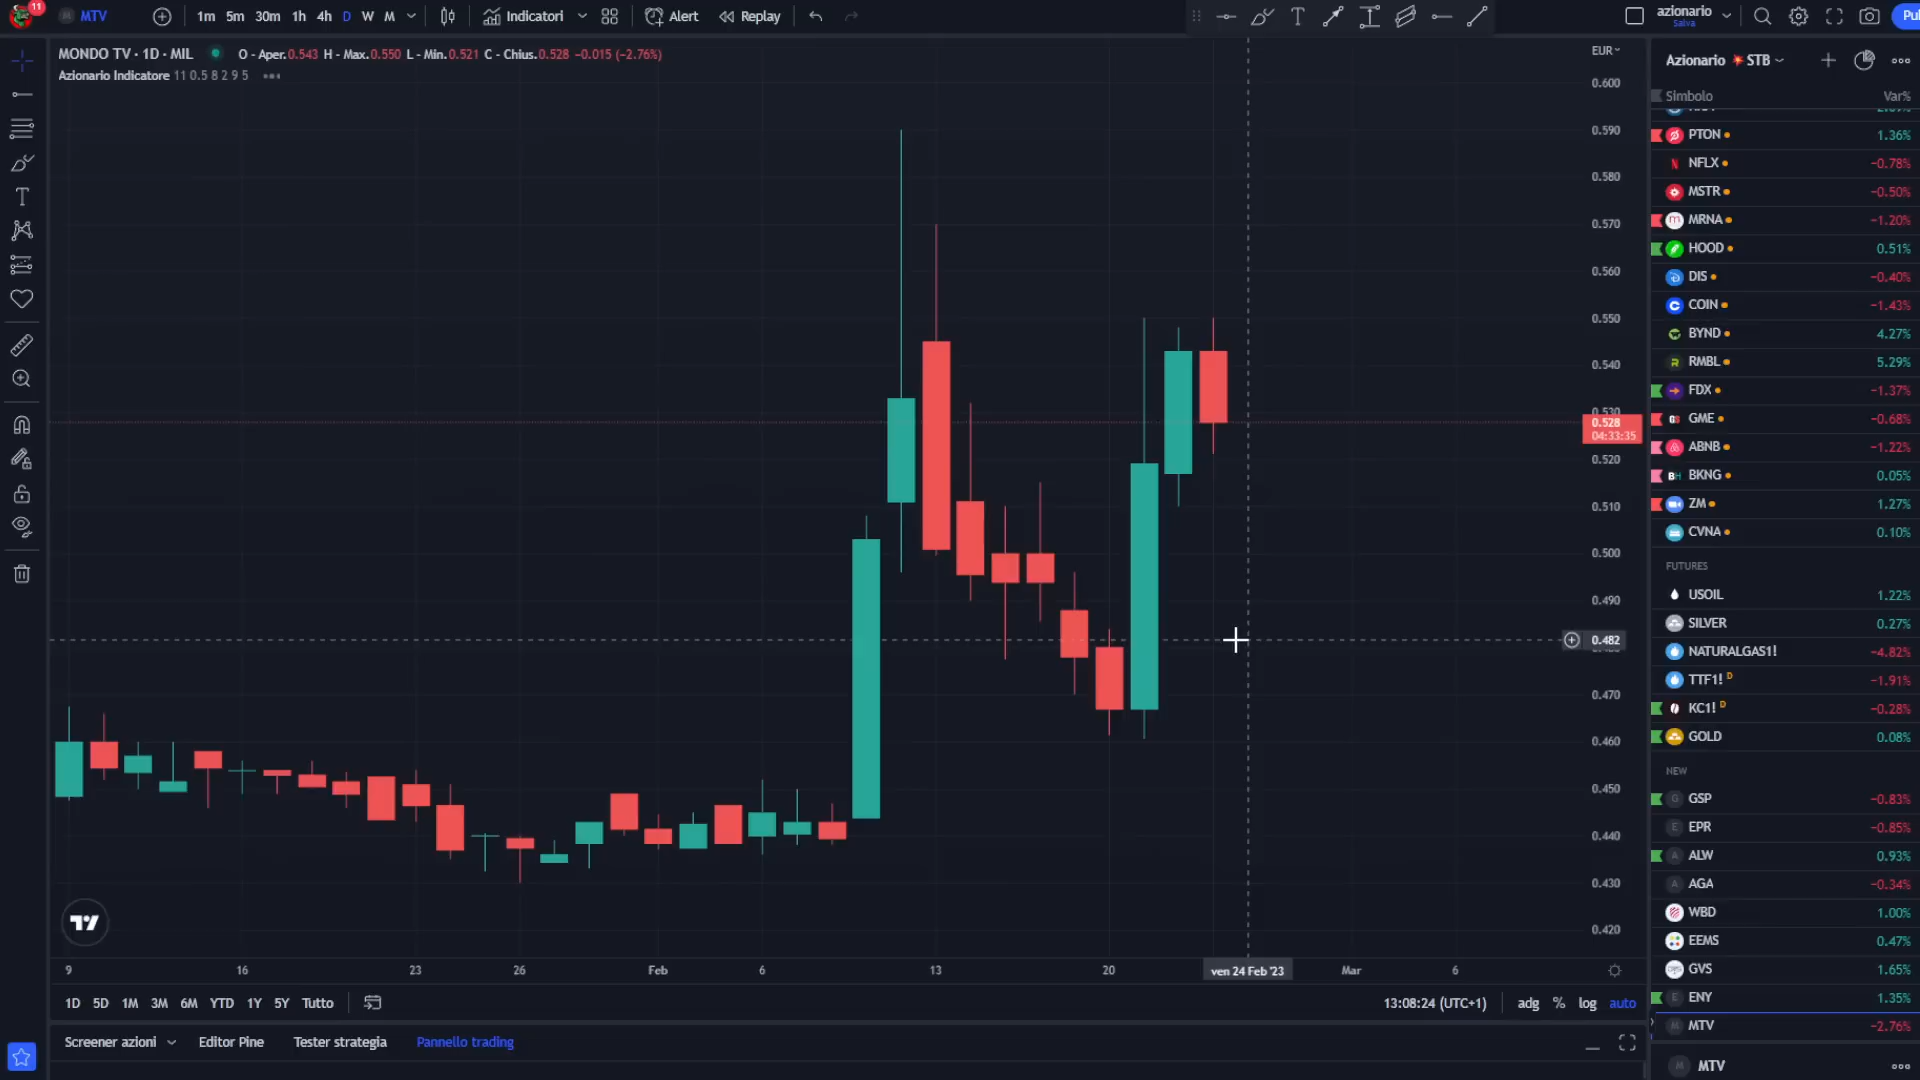 11
MTV
1m 5m 30m 1h 4h D W M
Indicatori
Alert
Replay
azionario
Salva
MONDO TV · 1D · MIL
O - Aper.0.543 H - Max.0.550 L - Min.0.521 C - Chius.0.528 −0.015 (−2.76%)
Azionario Indicatore 11 0.5 8 2 9 5
EUR
0.600
0.590
0.580
0.570
0.560
0.550
0.540
0.530
0.528
04:33:35
0.520
0.510
0.500
0.490
0.482
0.470
0.460
0.450
0.440
0.430
0.420
9 16 23 26 Feb 6 13 20 ven 24 Feb '23 Mar 6
1D 5D 1M 3M 6M YTD 1Y 5Y Tutto
13:08:24 (UTC+1) adg % log auto
Screener azioni Editor Pine Tester strategia Pannello trading
Azionario STB
Simbolo Var%
PTON 1.36%
NFLX −0.78%
MSTR −0.50%
MRNA −1.20%
HOOD 0.51%
DIS −0.40%
COIN −1.43%
BYND 4.27%
RMBL 5.29%
FDX −1.37%
GME −0.68%
ABNB −1.22%
BKNG 0.05%
ZM 1.27%
CVNA 0.10%
FUTURES
USOIL 1.22%
SILVER 0.27%
NATURALGAS1! −4.82%
TTF1! D −1.91%
KC1! D −0.28%
GOLD 0.08%
NEW
GSP −0.83%
EPR −0.85%
ALW 0.93%
AGA −0.34%
WBD 1.00%
EEMS 0.47%
GVS 1.65%
ENY 1.35%
MTV −2.76%
MTV